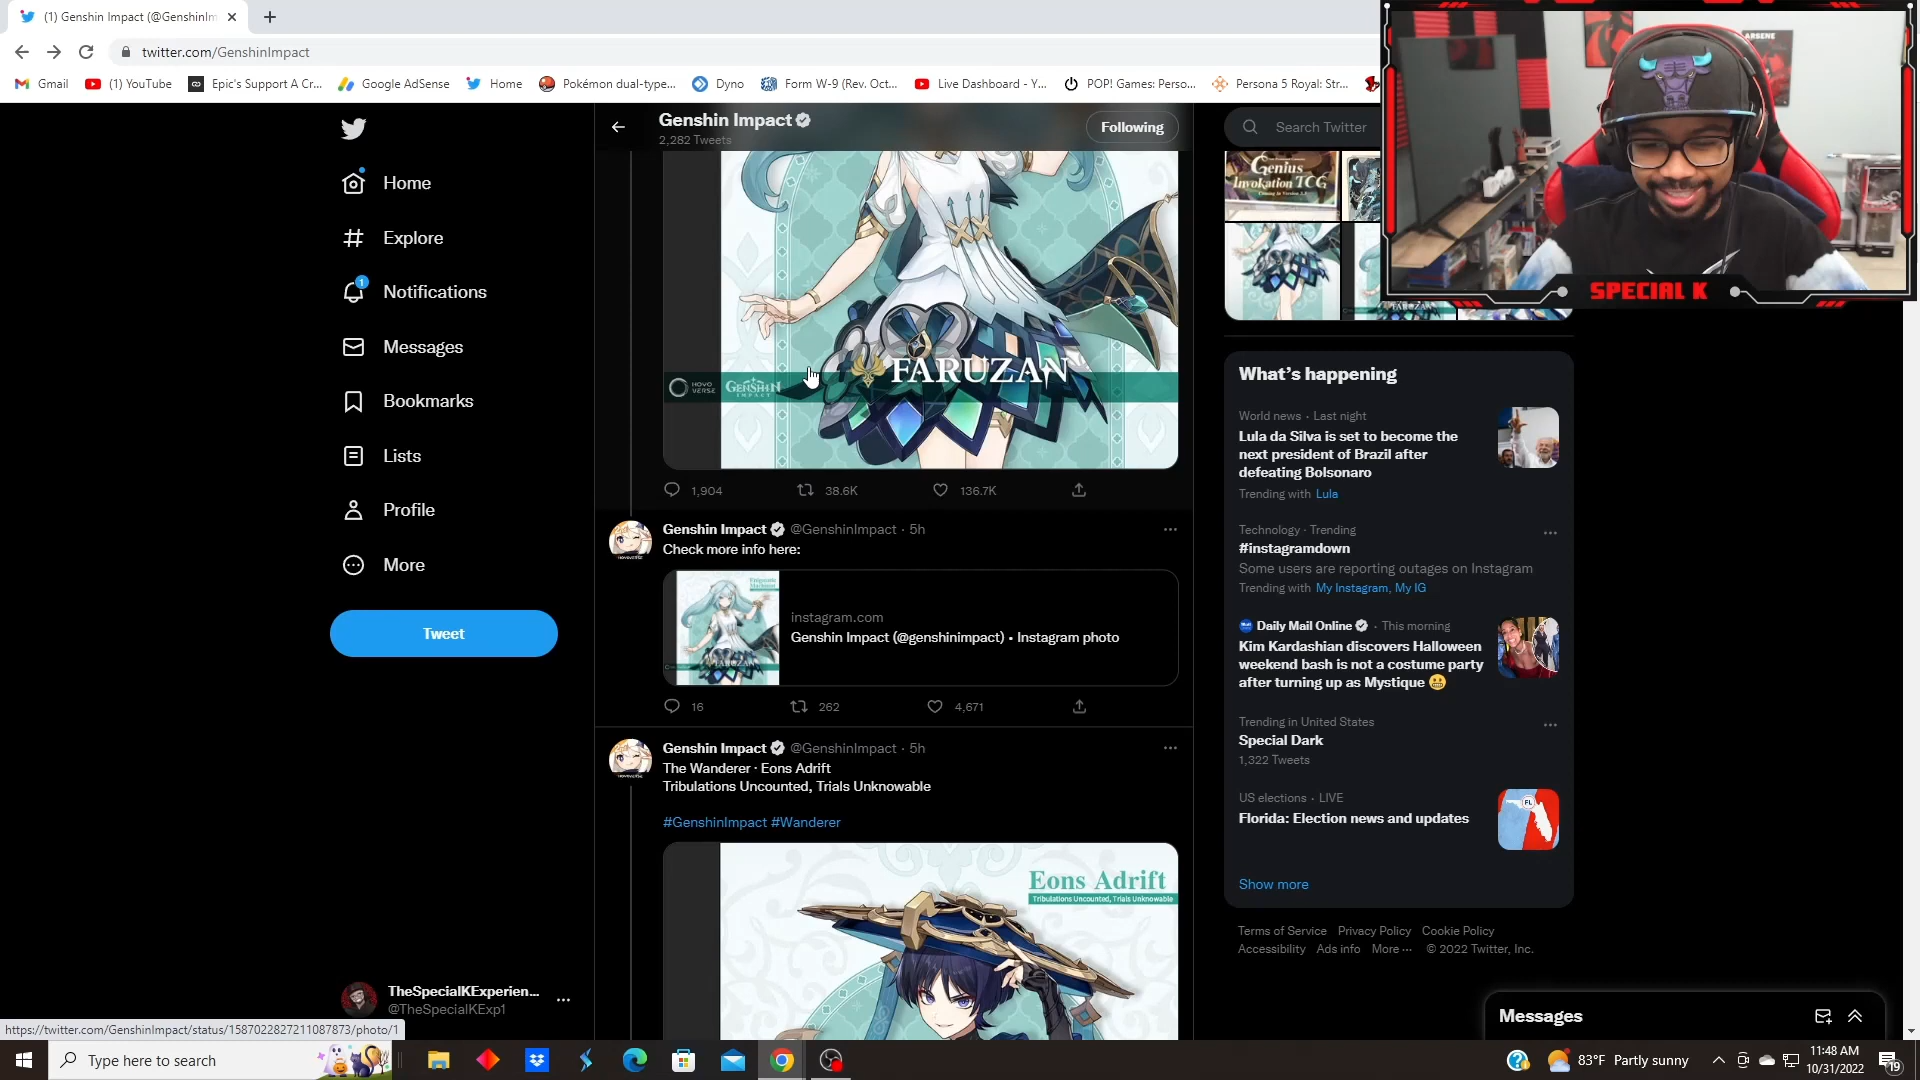 (1) Genshin Impact (@GenshinIm
twitter.com/GenshinImpact
Gmail
(1) YouTube
Epic's Support A Cr...
Google AdSense
Home
Pokémon dual-type...
Dyno
Form W-9 (Rev. Oct...
Live Dashboard - Y...
POP! Games: Perso...
Persona 5 Royal: Str...
ARSENE
SPECIAL K
Home
Explore
1
Notifications
Messages
Bookmarks
Lists
Profile
More
Tweet
TheSpecialKExperien...
@TheSpecialKExp1
https://twitter.com/GenshinImpact/status/1587022827211087873/photo/1
Genshin Impact
2,282 Tweets
Following
HOYO
VERSE
GENSHIN
IMPACT
FARUZAN
1,904
38.6K
136.7K
Genshin Impact @GenshinImpact · 5h
Check more info here:
FARUZAN
instagram.com
Genshin Impact (@genshinimpact) • Instagram photo
16
262
4,671
Genshin Impact @GenshinImpact · 5h
The Wanderer · Eons Adrift
Tribulations Uncounted, Trials Unknowable
#GenshinImpact #Wanderer
Eons Adrift
Tribulations Uncounted, Trials Unknowable
Search Twitter
Genius
Invokation TCG
What's happening
World news · Last night
Lula da Silva is set to become the
next president of Brazil after
defeating Bolsonaro
Trending with Lula
Technology · Trending
#instagramdown
Some users are reporting outages on Instagram
Trending with My Instagram, My IG
Daily Mail Online · This morning
Kim Kardashian discovers Halloween
weekend bash is not a costume party
after turning up as Mystique 😬
Trending in United States
Special Dark
1,322 Tweets
US elections · LIVE
Florida: Election news and updates
FL
Show more
Terms of Service Privacy Policy Cookie Policy
Accessibility Ads info More ··· © 2022 Twitter, Inc.
Messages
Type here to search
83°F Partly sunny
11:48 AM
10/31/2022
19